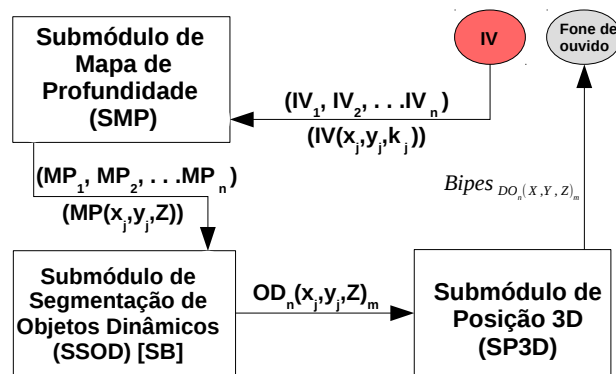 Submódulo de
Mapa de
Profundidade
(SMP)
IV
Fone de
ouvido
(IV₁, IV₂, . . .IVₙ)
(IV(xⱼ,yⱼ,kⱼ))
(MP₁, MP₂, . . .MPₙ)
(MP(xⱼ,yⱼ,Z))
Bipes DOₙ(X,Y,Z)ₘ
Submódulo de
Segmentação de
Objetos Dinâmicos
(SSOD) [SB]
ODₙ(xⱼ,yⱼ,Z)ₘ
Submódulo de
Posição 3D
(SP3D)